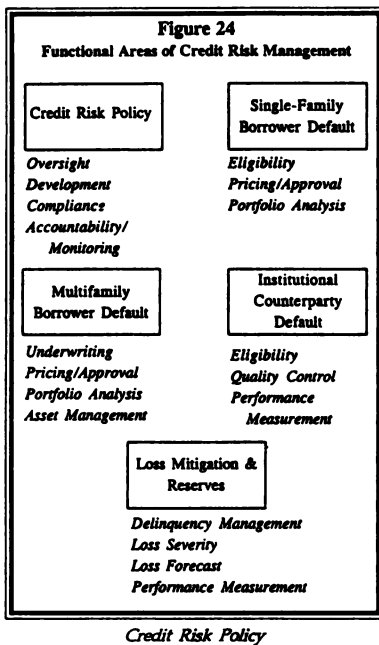 Figure 24
Functional Areas of Credit Risk Management
Credit Risk Policy
Oversight
Development
Compliance
Accountability/
Monitoring
Single-Family
Borrower Default
Eligibility
Pricing/Approval
Portfolio Analysis
Multifamily
Borrower Default
Underwriting
Pricing/Approval
Portfolio Analysis
Asset Management
Institutional
Counterparty
Default
Eligibility
Quality Control
Performance
Measurement
Loss Mitigation &
Reserves
Delinquency Management
Loss Severity
Loss Forecast
Performance Measurement
Credit Risk Policy